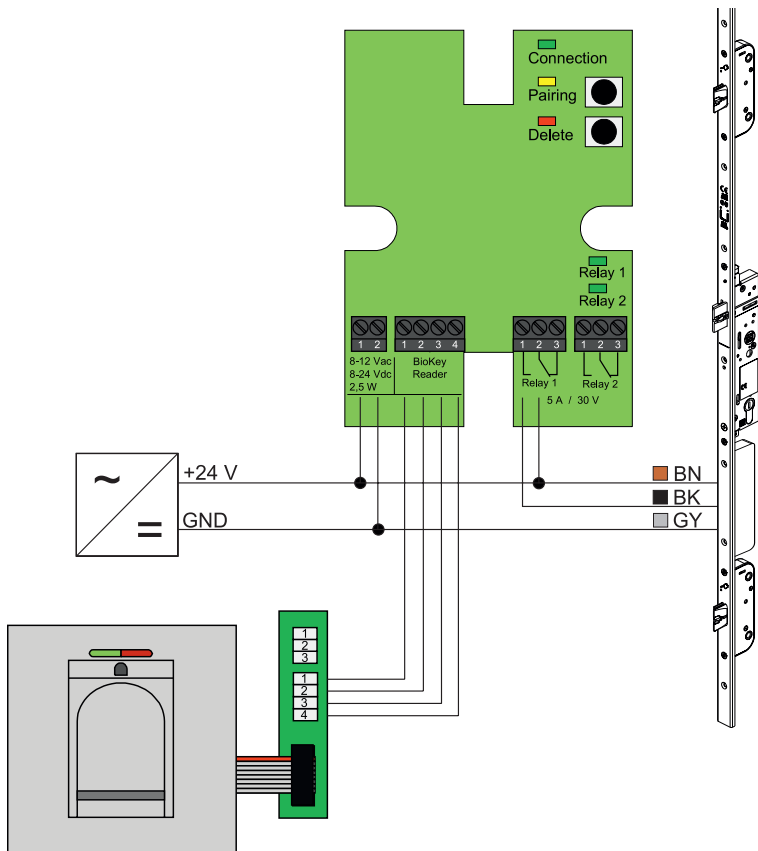 Connection
Pairing
Delete
Relay 1
Relay 2
1 2 1 2 3 4 1 2 3 1 2 3
8-12 Vac
8-24 Vdc
2,5 W
BioKey
Reader
Relay 1 Relay 2
5 A / 30 V
+24 V
GND
BN
BK
GY
~
=
1
2
3
1
2
3
4